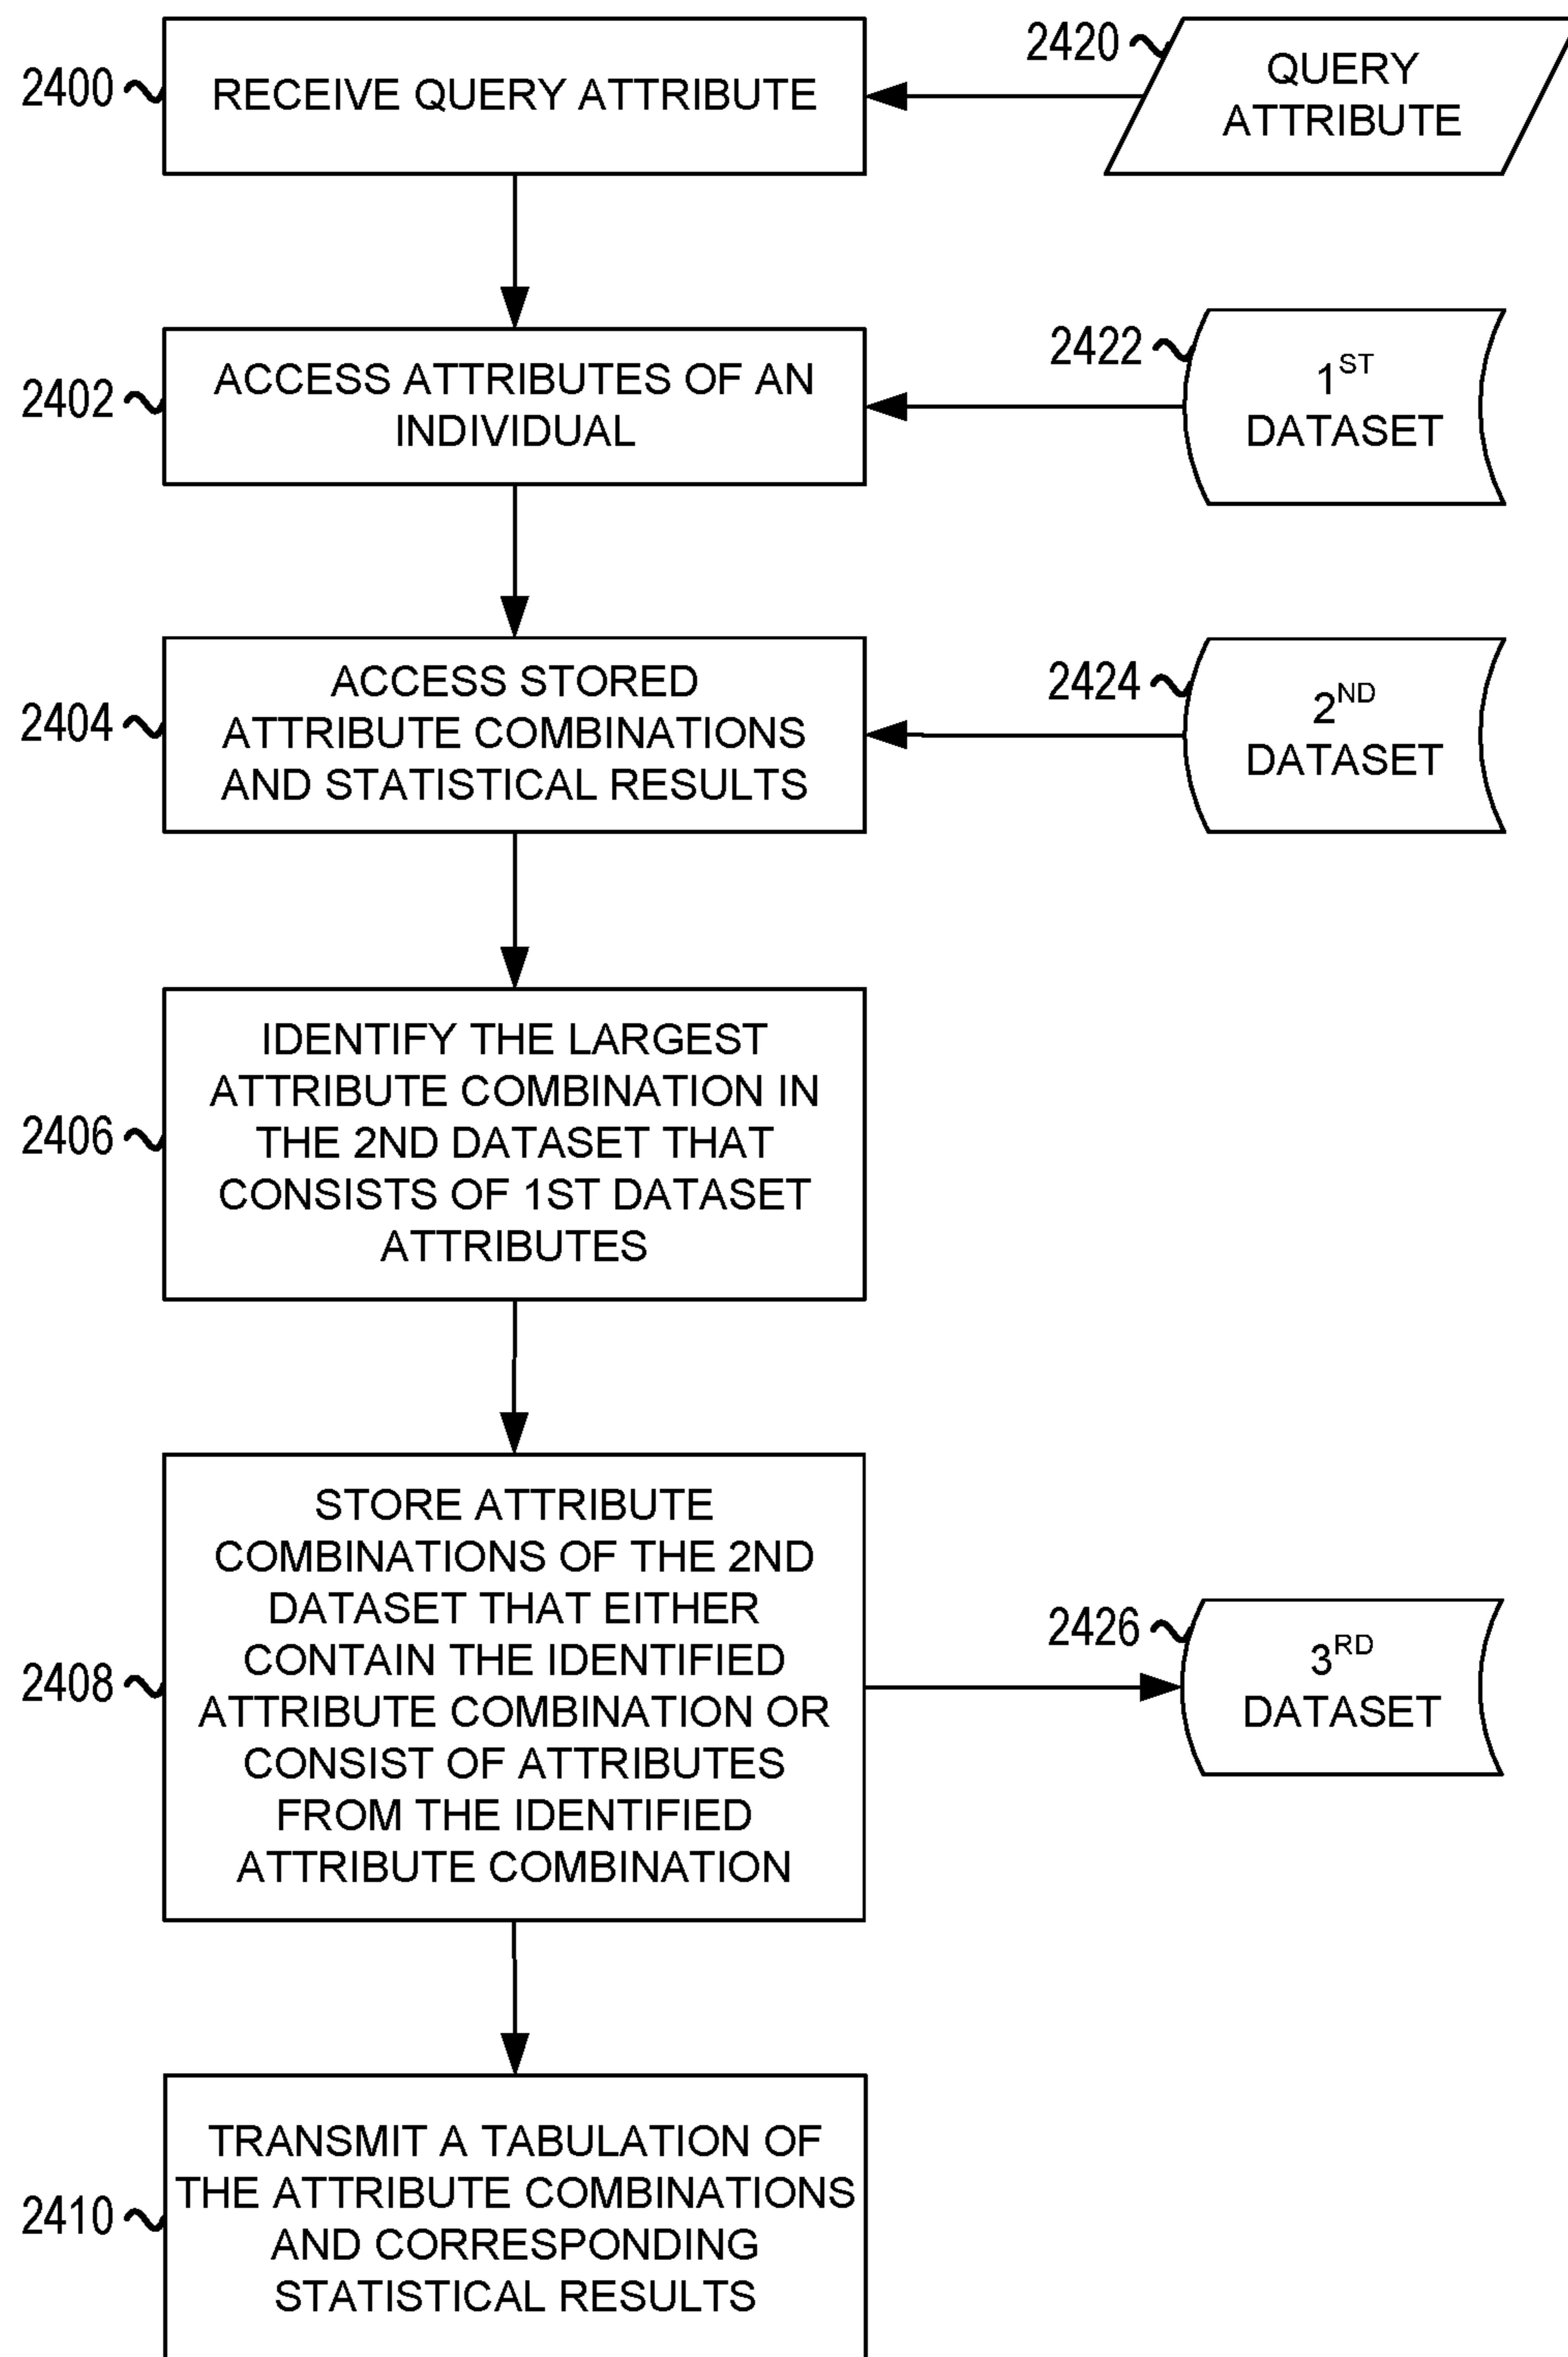 2400
RECEIVE QUERY ATTRIBUTE
2420
QUERY
ATTRIBUTE
2402
ACCESS ATTRIBUTES OF AN
INDIVIDUAL
2422
1ST
DATASET
2404
ACCESS STORED
ATTRIBUTE COMBINATIONS
AND STATISTICAL RESULTS
2424
2ND
DATASET
2406
IDENTIFY THE LARGEST
ATTRIBUTE COMBINATION IN
THE 2ND DATASET THAT
CONSISTS OF 1ST DATASET
ATTRIBUTES
2408
STORE ATTRIBUTE
COMBINATIONS OF THE 2ND
DATASET THAT EITHER
CONTAIN THE IDENTIFIED
ATTRIBUTE COMBINATION OR
CONSIST OF ATTRIBUTES
FROM THE IDENTIFIED
ATTRIBUTE COMBINATION
2426
3RD
DATASET
2410
TRANSMIT A TABULATION OF
THE ATTRIBUTE COMBINATIONS
AND CORRESPONDING
STATISTICAL RESULTS